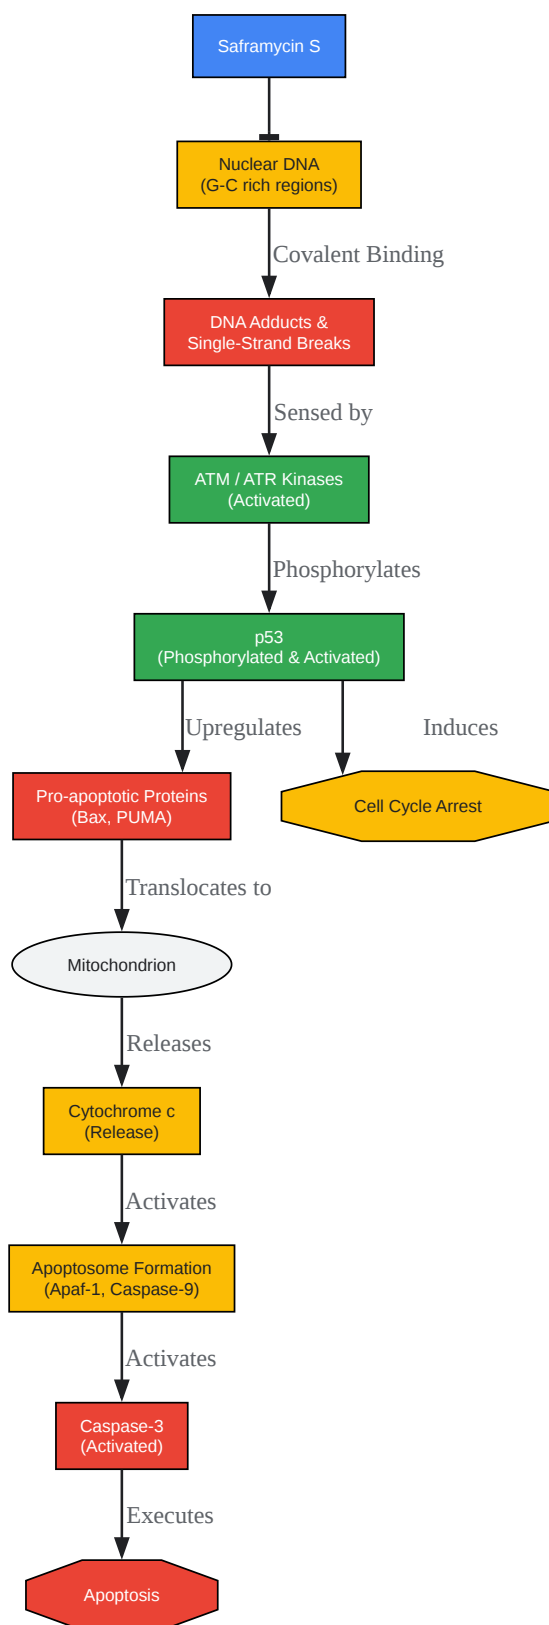 Saframycin S
Nuclear DNA
(G-C rich regions)
Covalent Binding
DNA Adducts &
Single-Strand Breaks
Sensed by
ATM / ATR Kinases
(Activated)
Phosphorylates
p53
(Phosphorylated & Activated)
Upregulates
Induces
Pro-apoptotic Proteins
(Bax, PUMA)
Cell Cycle Arrest
Translocates to
Mitochondrion
Releases
Cytochrome c
(Release)
Activates
Apoptosome Formation
(Apaf-1, Caspase-9)
Activates
Caspase-3
(Activated)
Executes
Apoptosis